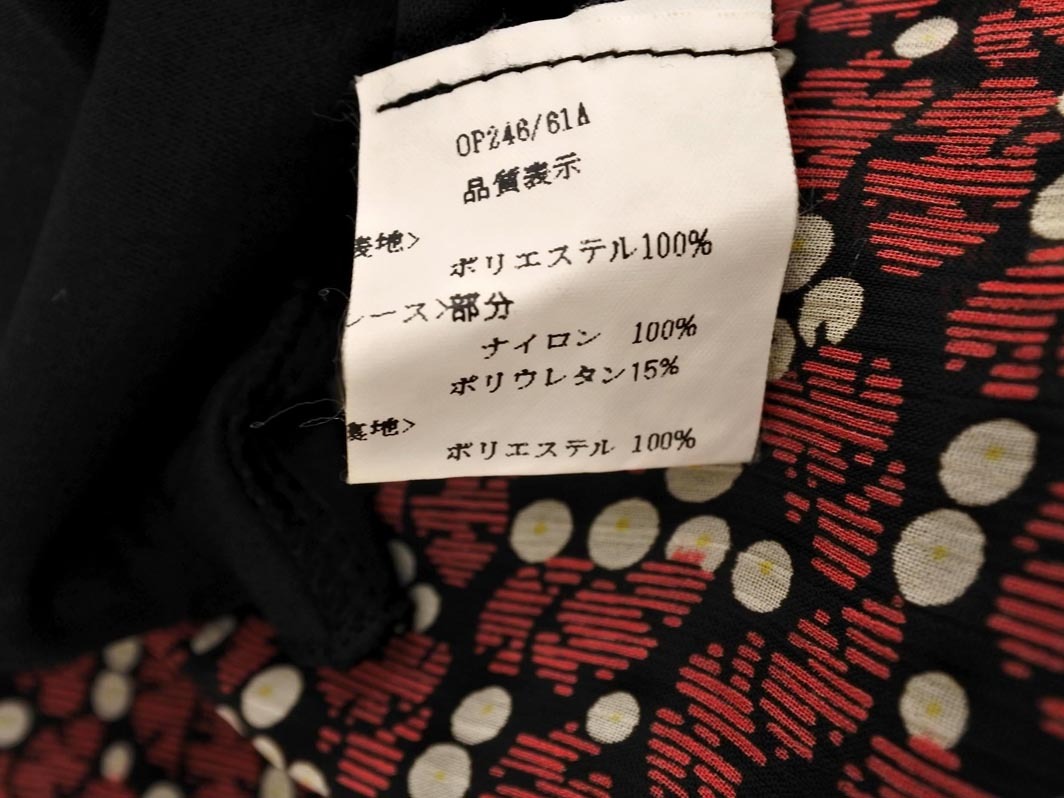 OP246/61A
品質表示
表地>
ポリエステル100%
レース>部分
ナイロン 100%
ポリウレタン15%
裏地>
ポリエステル 100%